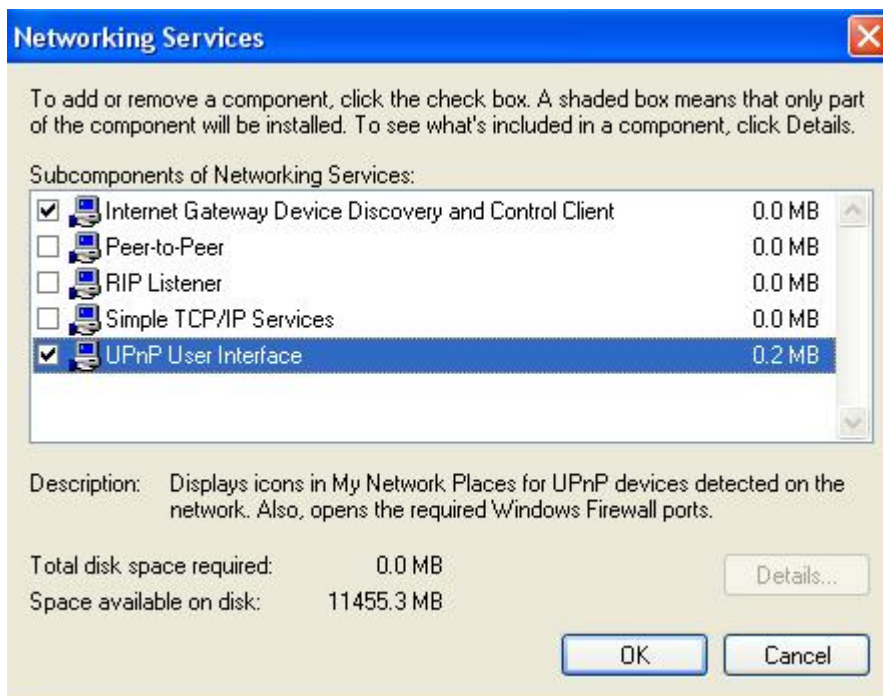 Networking Services
To add or remove a component, click the check box. A shaded box means that only part
of the component will be installed. To see what's included in a component, click Details.
Subcomponents of Networking Services:
Internet Gateway Device Discovery and Control Client 0.0 MB
Peer-to-Peer 0.0 MB
RIP Listener 0.0 MB
Simple TCP/IP Services 0.0 MB
UPnP User Interface 0.2 MB
Description: Displays icons in My Network Places for UPnP devices detected on the
network. Also, opens the required Windows Firewall ports.
Total disk space required: 0.0 MB
Details...
Space available on disk: 11455.3 MB
OK Cancel